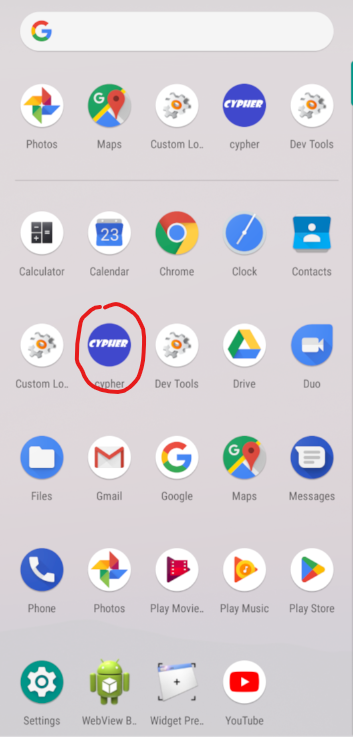 Photos Maps Custom Lo.. CYPHER cypher Dev Tools
Calculator 23 Calendar Chrome Clock Contacts
Custom Lo.. CYPHER cypher Dev Tools Drive Duo
Files Gmail Google Maps Messages
Phone Photos Play Movie.. Play Music Play Store
Settings WebView B.. Widget Pre.. YouTube